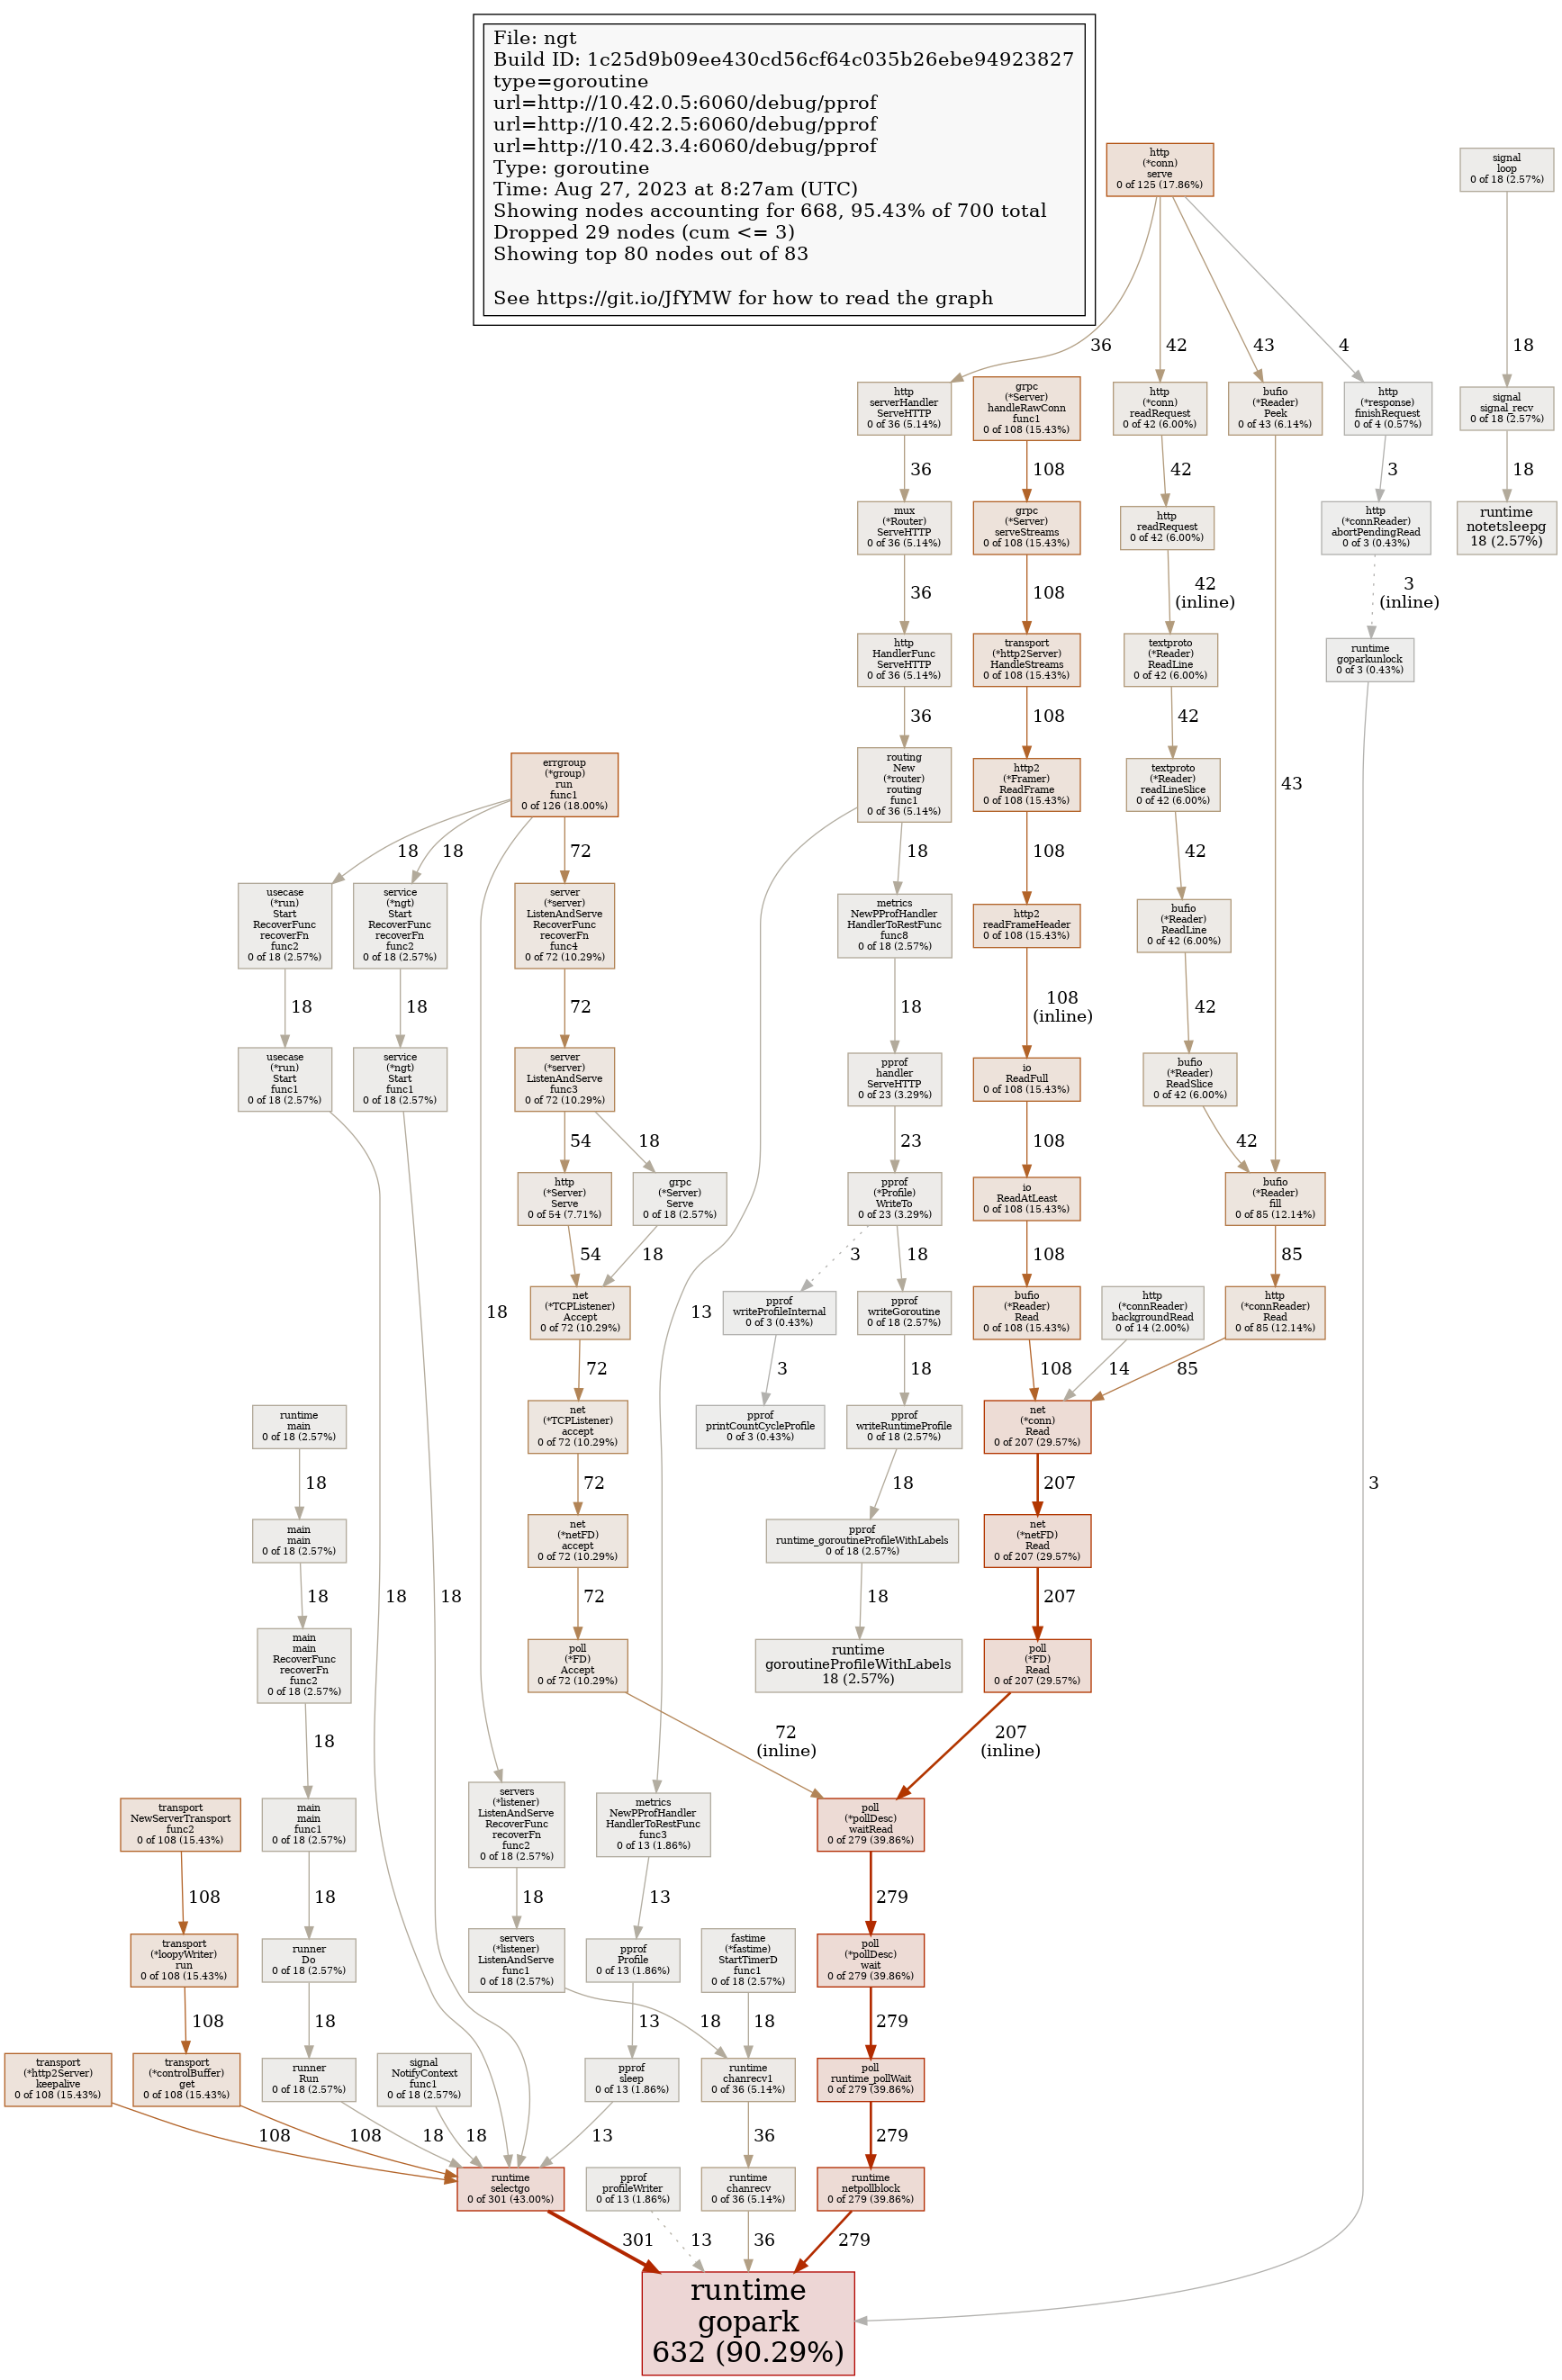 File: ngt
Build ID: 1c25d9b09ee430cd56cf64c035b26ebe94923827
type=goroutine
url=http://10.42.0.5:6060/debug/pprof
url=http://10.42.2.5:6060/debug/pprof
url=http://10.42.3.4:6060/debug/pprof
Type: goroutine
Time: Aug 27, 2023 at 8:27am (UTC)
Showing nodes accounting for 668, 95.43% of 700 total
Dropped 29 nodes (cum <= 3)
Showing top 80 nodes out of 83
See https://git.io/JfYMW for how to read the graph
http
(*conn)
serve
0 of 125 (17.86%)
signal
loop
0 of 18 (2.57%)
36
42
43
4
18
http
serverHandler
ServeHTTP
0 of 36 (5.14%)
grpc
(*Server)
handleRawConn
func1
0 of 108 (15.43%)
http
(*conn)
readRequest
0 of 42 (6.00%)
bufio
(*Reader)
Peek
0 of 43 (6.14%)
http
(*response)
finishRequest
0 of 4 (0.57%)
signal
signal_recv
0 of 18 (2.57%)
36
108
42
3
18
mux
(*Router)
ServeHTTP
0 of 36 (5.14%)
grpc
(*Server)
serveStreams
0 of 108 (15.43%)
http
readRequest
0 of 42 (6.00%)
http
(*connReader)
abortPendingRead
0 of 3 (0.43%)
runtime
notetsleepg
18 (2.57%)
36
108
42
(inline)
3
(inline)
http
HandlerFunc
ServeHTTP
0 of 36 (5.14%)
transport
(*http2Server)
HandleStreams
0 of 108 (15.43%)
textproto
(*Reader)
ReadLine
0 of 42 (6.00%)
runtime
goparkunlock
0 of 3 (0.43%)
36
108
42
43
errgroup
(*group)
run
func1
0 of 126 (18.00%)
routing
New
(*router)
routing
func1
0 of 36 (5.14%)
http2
(*Framer)
ReadFrame
0 of 108 (15.43%)
textproto
(*Reader)
readLineSlice
0 of 42 (6.00%)
18
18
72
18
108
42
usecase
(*run)
Start
RecoverFunc
recoverFn
func2
0 of 18 (2.57%)
service
(*ngt)
Start
RecoverFunc
recoverFn
func2
0 of 18 (2.57%)
server
(*server)
ListenAndServe
RecoverFunc
recoverFn
func4
0 of 72 (10.29%)
metrics
NewPProfHandler
HandlerToRestFunc
func8
0 of 18 (2.57%)
http2
readFrameHeader
0 of 108 (15.43%)
bufio
(*Reader)
ReadLine
0 of 42 (6.00%)
18
18
72
18
108
(inline)
42
usecase
(*run)
Start
func1
0 of 18 (2.57%)
service
(*ngt)
Start
func1
0 of 18 (2.57%)
server
(*server)
ListenAndServe
func3
0 of 72 (10.29%)
pprof
handler
ServeHTTP
0 of 23 (3.29%)
io
ReadFull
0 of 108 (15.43%)
bufio
(*Reader)
ReadSlice
0 of 42 (6.00%)
54
18
23
108
42
http
(*Server)
Serve
0 of 54 (7.71%)
grpc
(*Server)
Serve
0 of 18 (2.57%)
pprof
(*Profile)
WriteTo
0 of 23 (3.29%)
io
ReadAtLeast
0 of 108 (15.43%)
bufio
(*Reader)
fill
0 of 85 (12.14%)
54
18
3
18
108
85
18
13
net
(*TCPListener)
Accept
0 of 72 (10.29%)
pprof
writeProfileInternal
0 of 3 (0.43%)
pprof
writeGoroutine
0 of 18 (2.57%)
bufio
(*Reader)
Read
0 of 108 (15.43%)
http
(*connReader)
backgroundRead
0 of 14 (2.00%)
http
(*connReader)
Read
0 of 85 (12.14%)
72
3
18
108
14
85
runtime
main
0 of 18 (2.57%)
net
(*TCPListener)
accept
0 of 72 (10.29%)
pprof
printCountCycleProfile
0 of 3 (0.43%)
pprof
writeRuntimeProfile
0 of 18 (2.57%)
net
(*conn)
Read
0 of 207 (29.57%)
18
72
18
207
3
main
main
0 of 18 (2.57%)
net
(*netFD)
accept
0 of 72 (10.29%)
pprof
runtime_goroutineProfileWithLabels
0 of 18 (2.57%)
net
(*netFD)
Read
0 of 207 (29.57%)
18
18
18
72
18
207
main
main
RecoverFunc
recoverFn
func2
0 of 18 (2.57%)
poll
(*FD)
Accept
0 of 72 (10.29%)
runtime
goroutineProfileWithLabels
18 (2.57%)
poll
(*FD)
Read
0 of 207 (29.57%)
18
72
(inline)
207
(inline)
transport
NewServerTransport
func2
0 of 108 (15.43%)
main
main
func1
0 of 18 (2.57%)
servers
(*listener)
ListenAndServe
RecoverFunc
recoverFn
func2
0 of 18 (2.57%)
metrics
NewPProfHandler
HandlerToRestFunc
func3
0 of 13 (1.86%)
poll
(*pollDesc)
waitRead
0 of 279 (39.86%)
108
18
18
13
279
transport
(*loopyWriter)
run
0 of 108 (15.43%)
runner
Do
0 of 18 (2.57%)
servers
(*listener)
ListenAndServe
func1
0 of 18 (2.57%)
pprof
Profile
0 of 13 (1.86%)
fastime
(*fastime)
StartTimerD
func1
0 of 18 (2.57%)
poll
(*pollDesc)
wait
0 of 279 (39.86%)
108
18
13
18
18
279
transport
(*http2Server)
keepalive
0 of 108 (15.43%)
transport
(*controlBuffer)
get
0 of 108 (15.43%)
runner
Run
0 of 18 (2.57%)
signal
NotifyContext
func1
0 of 18 (2.57%)
pprof
sleep
0 of 13 (1.86%)
runtime
chanrecv1
0 of 36 (5.14%)
poll
runtime_pollWait
0 of 279 (39.86%)
108
108
18
18
13
36
279
runtime
selectgo
0 of 301 (43.00%)
pprof
profileWriter
0 of 13 (1.86%)
runtime
chanrecv
0 of 36 (5.14%)
runtime
netpollblock
0 of 279 (39.86%)
301
13
36
279
runtime
gopark
632 (90.29%)